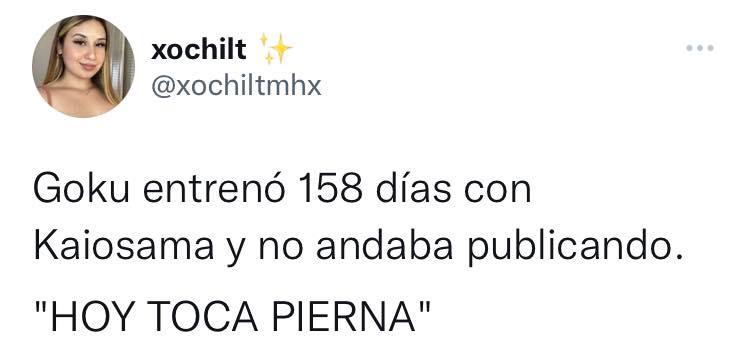 xochilt ✨
@xochiltmhx
Goku entrenó 158 días con
Kaiosama y no andaba publicando.
"HOY TOCA PIERNA"